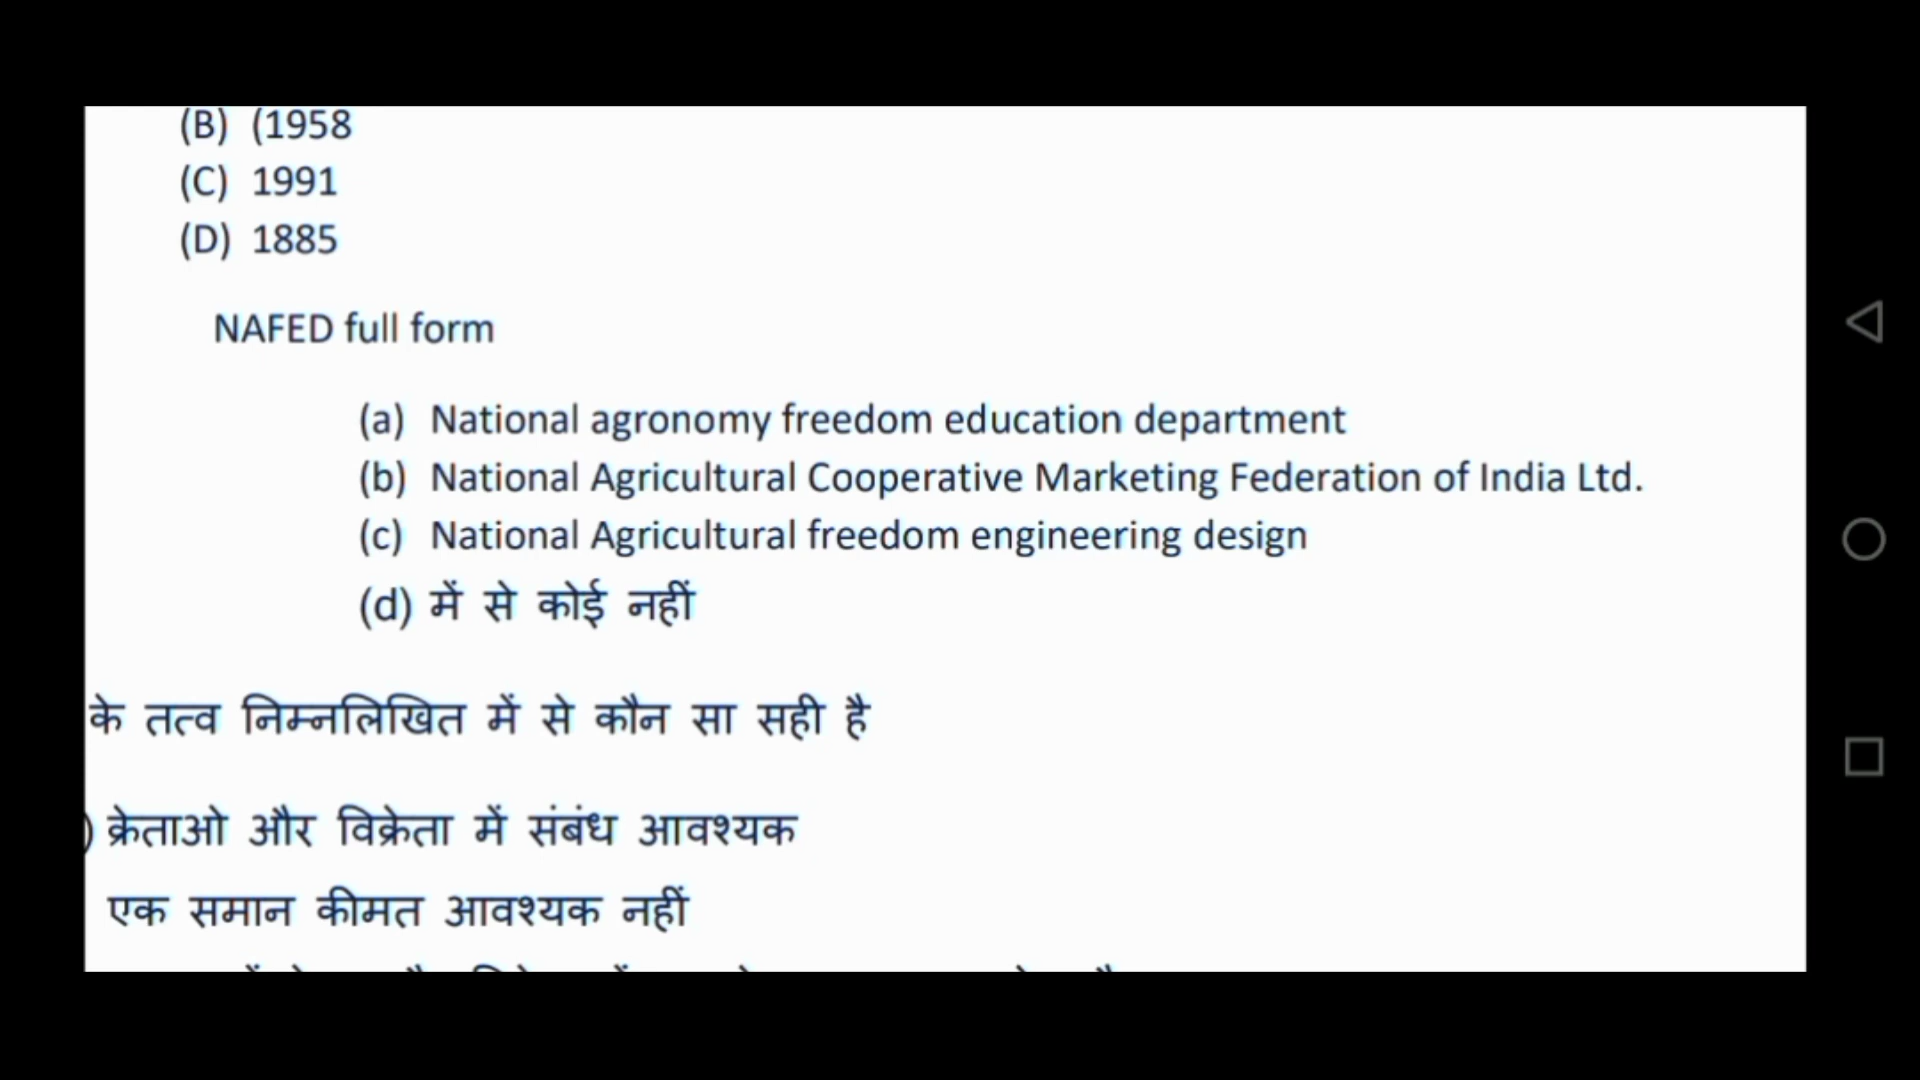 (B) (1958
(C) 1991
(D) 1885
NAFED full form
(a) National agronomy freedom education department
(b) National Agricultural Cooperative Marketing Federation of India Ltd.
(c) National Agricultural freedom engineering design
(d) में से कोई नहीं
के तत्व निम्नलिखित में से कौन सा सही है
) क्रेताओ और विक्रेता में संबंध आवश्यक
एक समान कीमत आवश्यक नहीं